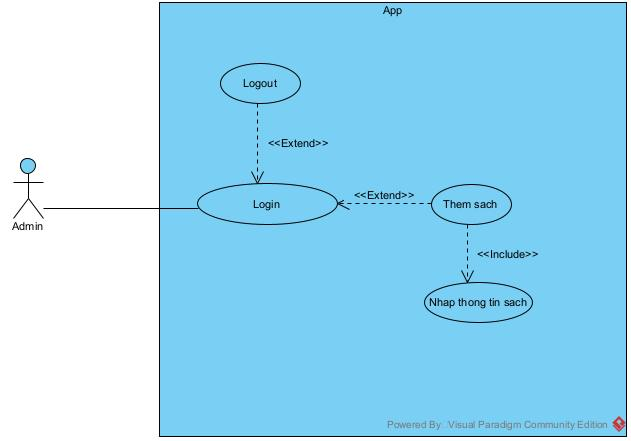 App
Logout
<<Extend>>
Login
<<Extend>>
Them sach
Admin
<<Include>>
Nhap thong tin sach
Powered By: Visual Paradigm Community Edition